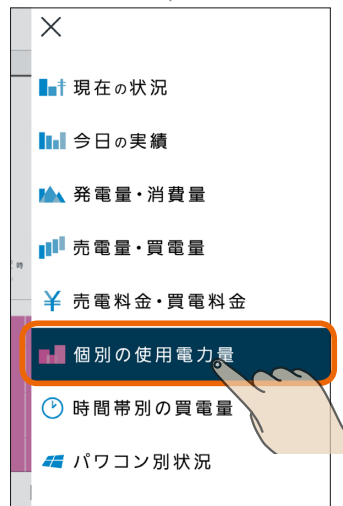 現在の状況
今日の実績
発電量・消費量
売電量・買電量
時
¥ 売電料金・買電料金
個別の使用電力量
時間帯別の買電量
パワコン別状況